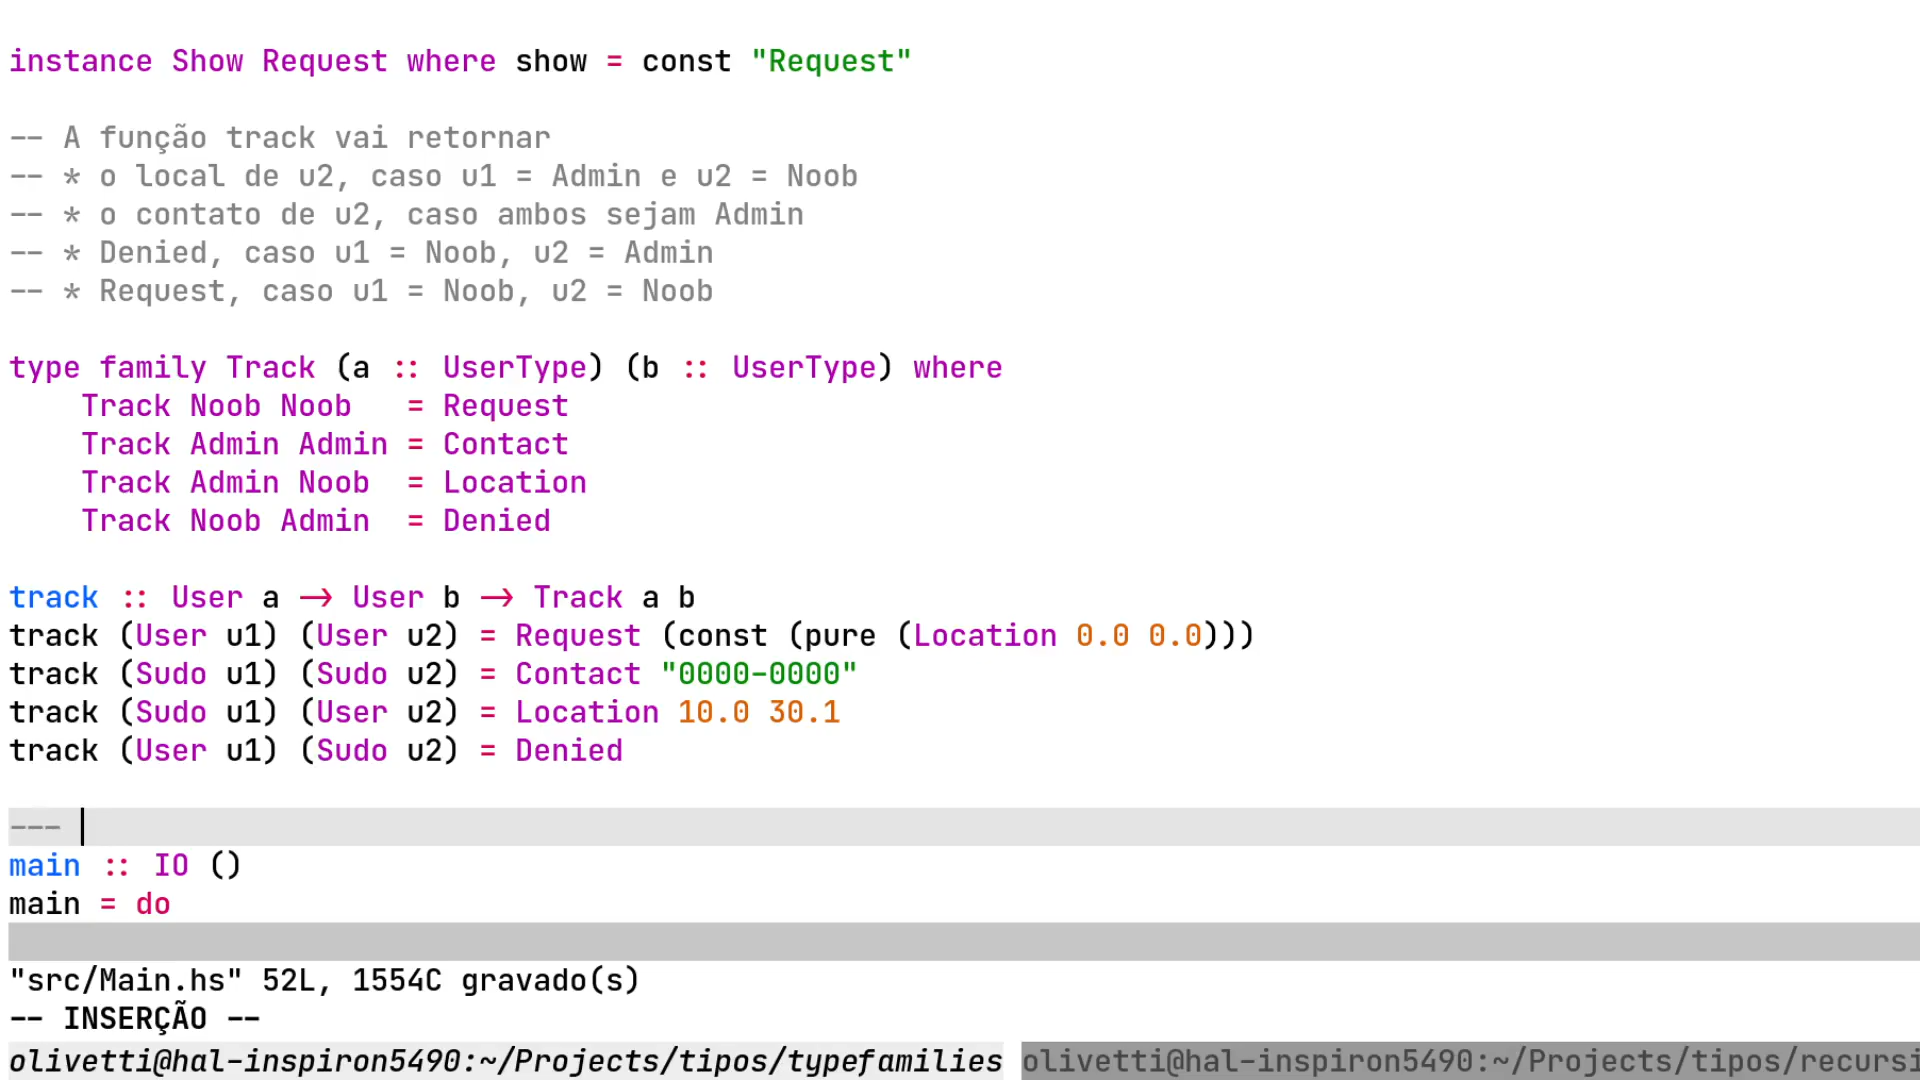 instance Show Request where show = const "Request"
-- A função track vai retornar
-- * o local de u2, caso u1 = Admin e u2 = Noob
-- * o contato de u2, caso ambos sejam Admin
-- * Denied, caso u1 = Noob, u2 = Admin
-- * Request, caso u1 = Noob, u2 = Noob
type family Track (a :: UserType) (b :: UserType) where
    Track Noob Noob   = Request
    Track Admin Admin = Contact
    Track Admin Noob  = Location
    Track Noob Admin  = Denied
track :: User a -> User b -> Track a b
track (User u1) (User u2) = Request (const (pure (Location 0.0 0.0)))
track (Sudo u1) (Sudo u2) = Contact "0000-0000"
track (Sudo u1) (User u2) = Location 10.0 30.1
track (User u1) (Sudo u2) = Denied
---
main :: IO ()
main = do
"src/Main.hs" 52L, 1554C gravado(s)
-- INSERÇÃO --
olivetti@hal-inspiron5490:~/Projects/tipos/typefamilies olivetti@hal-inspiron5490:~/Projects/tipos/recursi